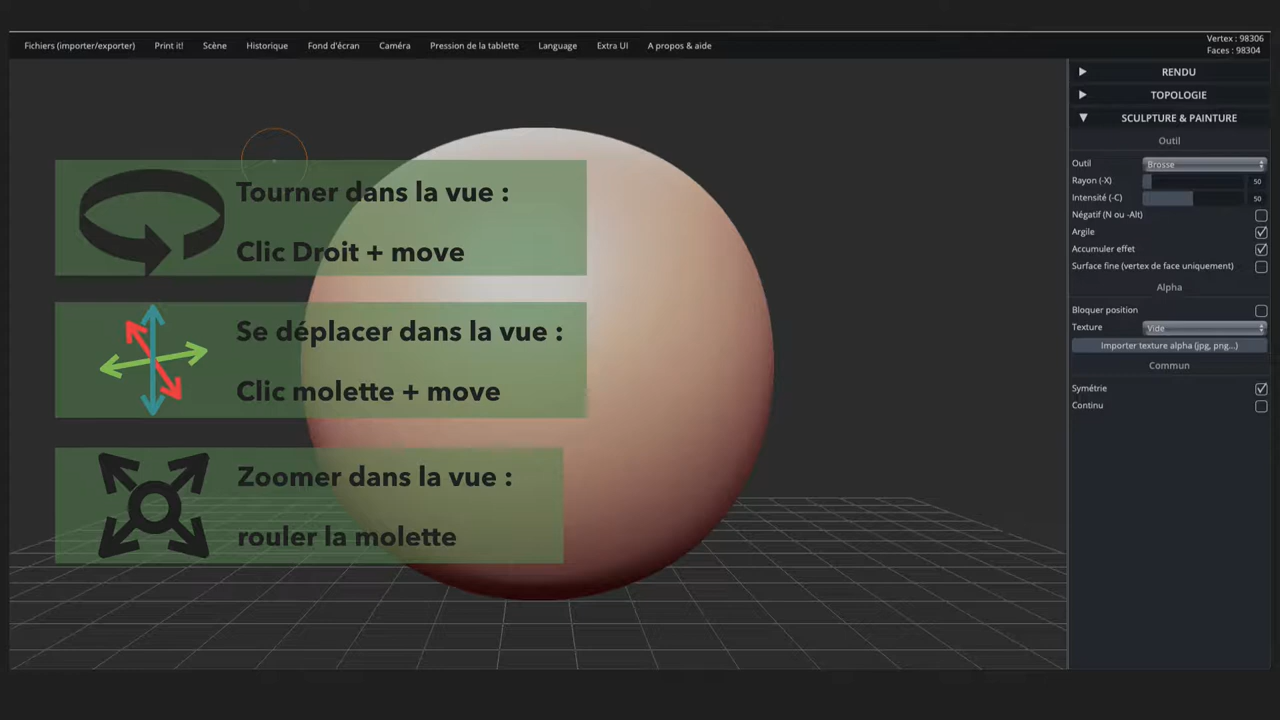 Fichiers (importer/exporter) Print it! Scène Historique Fond d'écran Caméra Pression de la tablette Language Extra UI A propos & aide
Vertex : 98306
Faces : 98304
Tourner dans la vue :
Clic Droit + move
Se déplacer dans la vue :
Clic molette + move
Zoomer dans la vue :
rouler la molette
RENDU
TOPOLOGIE
SCULPTURE & PAINTURE
Outil
Outil Brosse
Rayon (-X) 50
Intensité (-C) 50
Négatif (N ou -Alt)
Argile
Accumuler effet
Surface fine (vertex de face uniquement)
Alpha
Bloquer position
Texture Vide
Importer texture alpha (jpg, png...)
Commun
Symétrie
Continu